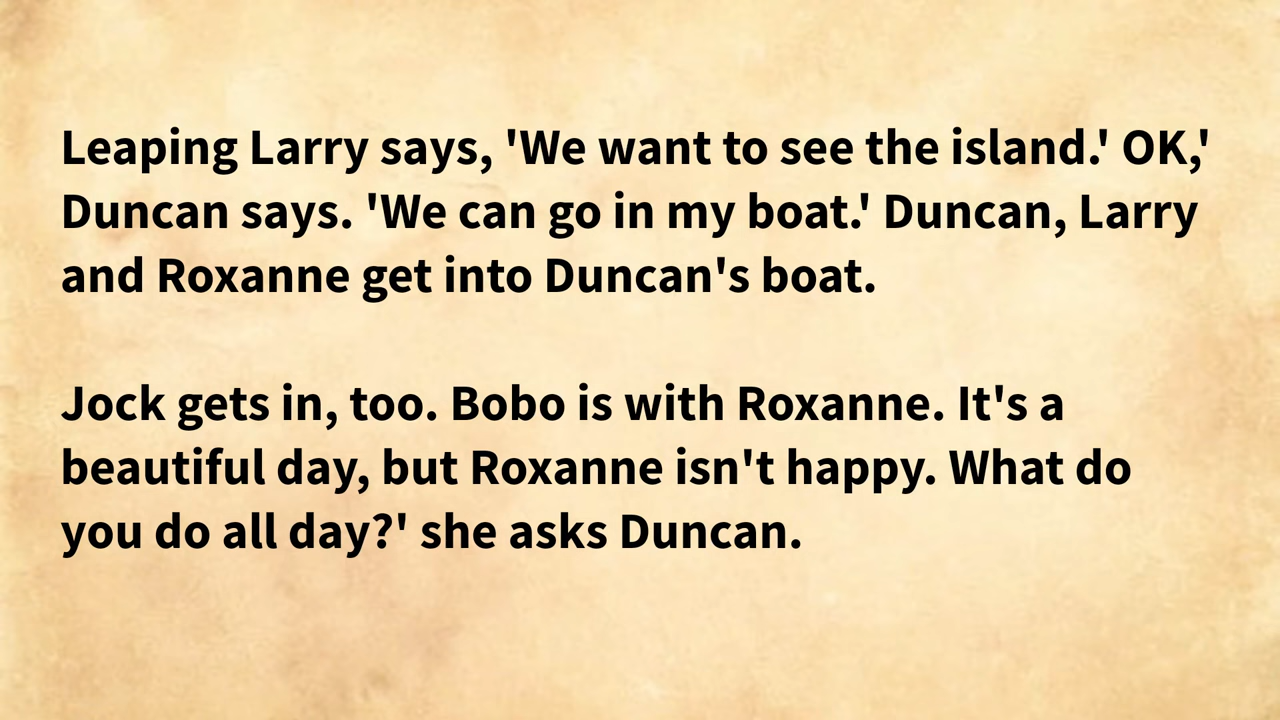 Leaping Larry says, 'We want to see the island.' OK,'
Duncan says. 'We can go in my boat.' Duncan, Larry
and Roxanne get into Duncan's boat.
Jock gets in, too. Bobo is with Roxanne. It's a
beautiful day, but Roxanne isn't happy. What do
you do all day?' she asks Duncan.